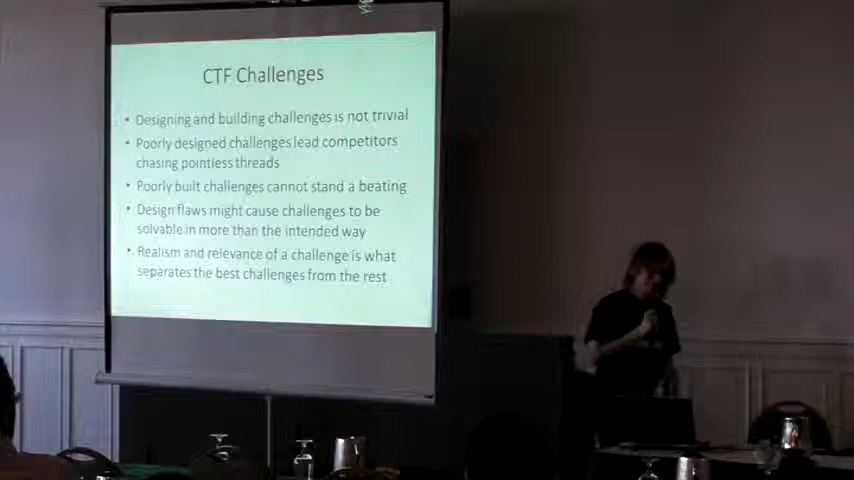 CTF Challenges
• Designing and building challenges is not trivial
• Poorly designed challenges lead competitors
chasing pointless threads
• Poorly built challenges cannot stand a beating
• Design flaws might cause challenges to be
solvable in more than the intended way
• Realism and relevance of a challenge is what
separates the best challenges from the rest